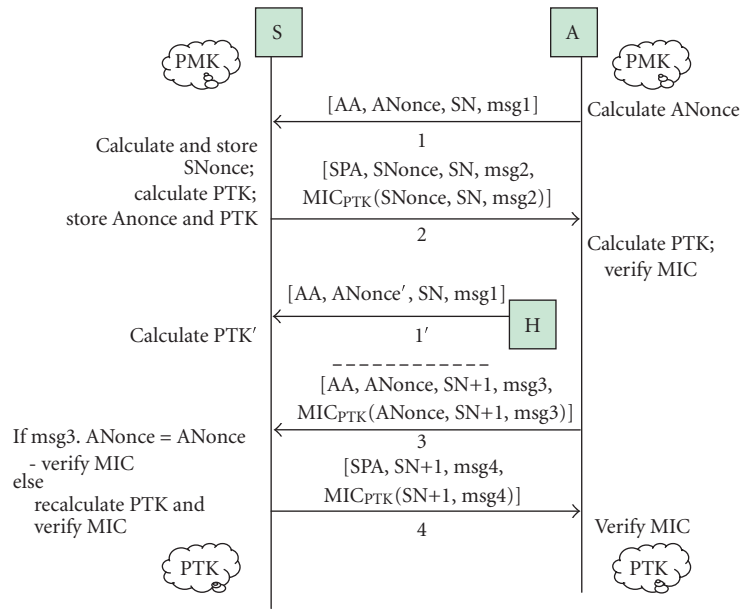 S
A
PMK
PMK
[AA, ANonce, SN, msg1]
Calculate ANonce
1
Calculate and store
SNonce;
calculate PTK;
store Anonce and PTK
[SPA, SNonce, SN, msg2,
MIC_PTK(SNonce, SN, msg2)]
2
Calculate PTK;
verify MIC
[AA, ANonce′, SN, msg1]
H
Calculate PTK′
1′
[AA, ANonce, SN+1, msg3,
MIC_PTK(ANonce, SN+1, msg3)]
3
If msg3. ANonce = ANonce
- verify MIC
else
recalculate PTK and
verify MIC
[SPA, SN+1, msg4,
MIC_PTK(SN+1, msg4)]
4
Verify MIC
PTK
PTK